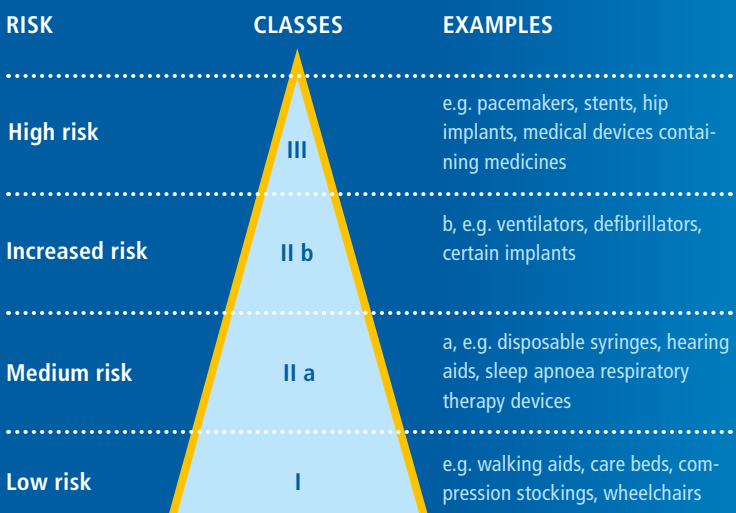 RISK CLASSES EXAMPLES
High risk
III
e.g. pacemakers, stents, hip
implants, medical devices contai-
ning medicines
Increased risk
II b
b, e.g. ventilators, defibrillators,
certain implants
Medium risk
II a
a, e.g. disposable syringes, hearing
aids, sleep apnoea respiratory
therapy devices
Low risk
I
e.g. walking aids, care beds, com-
pression stockings, wheelchairs